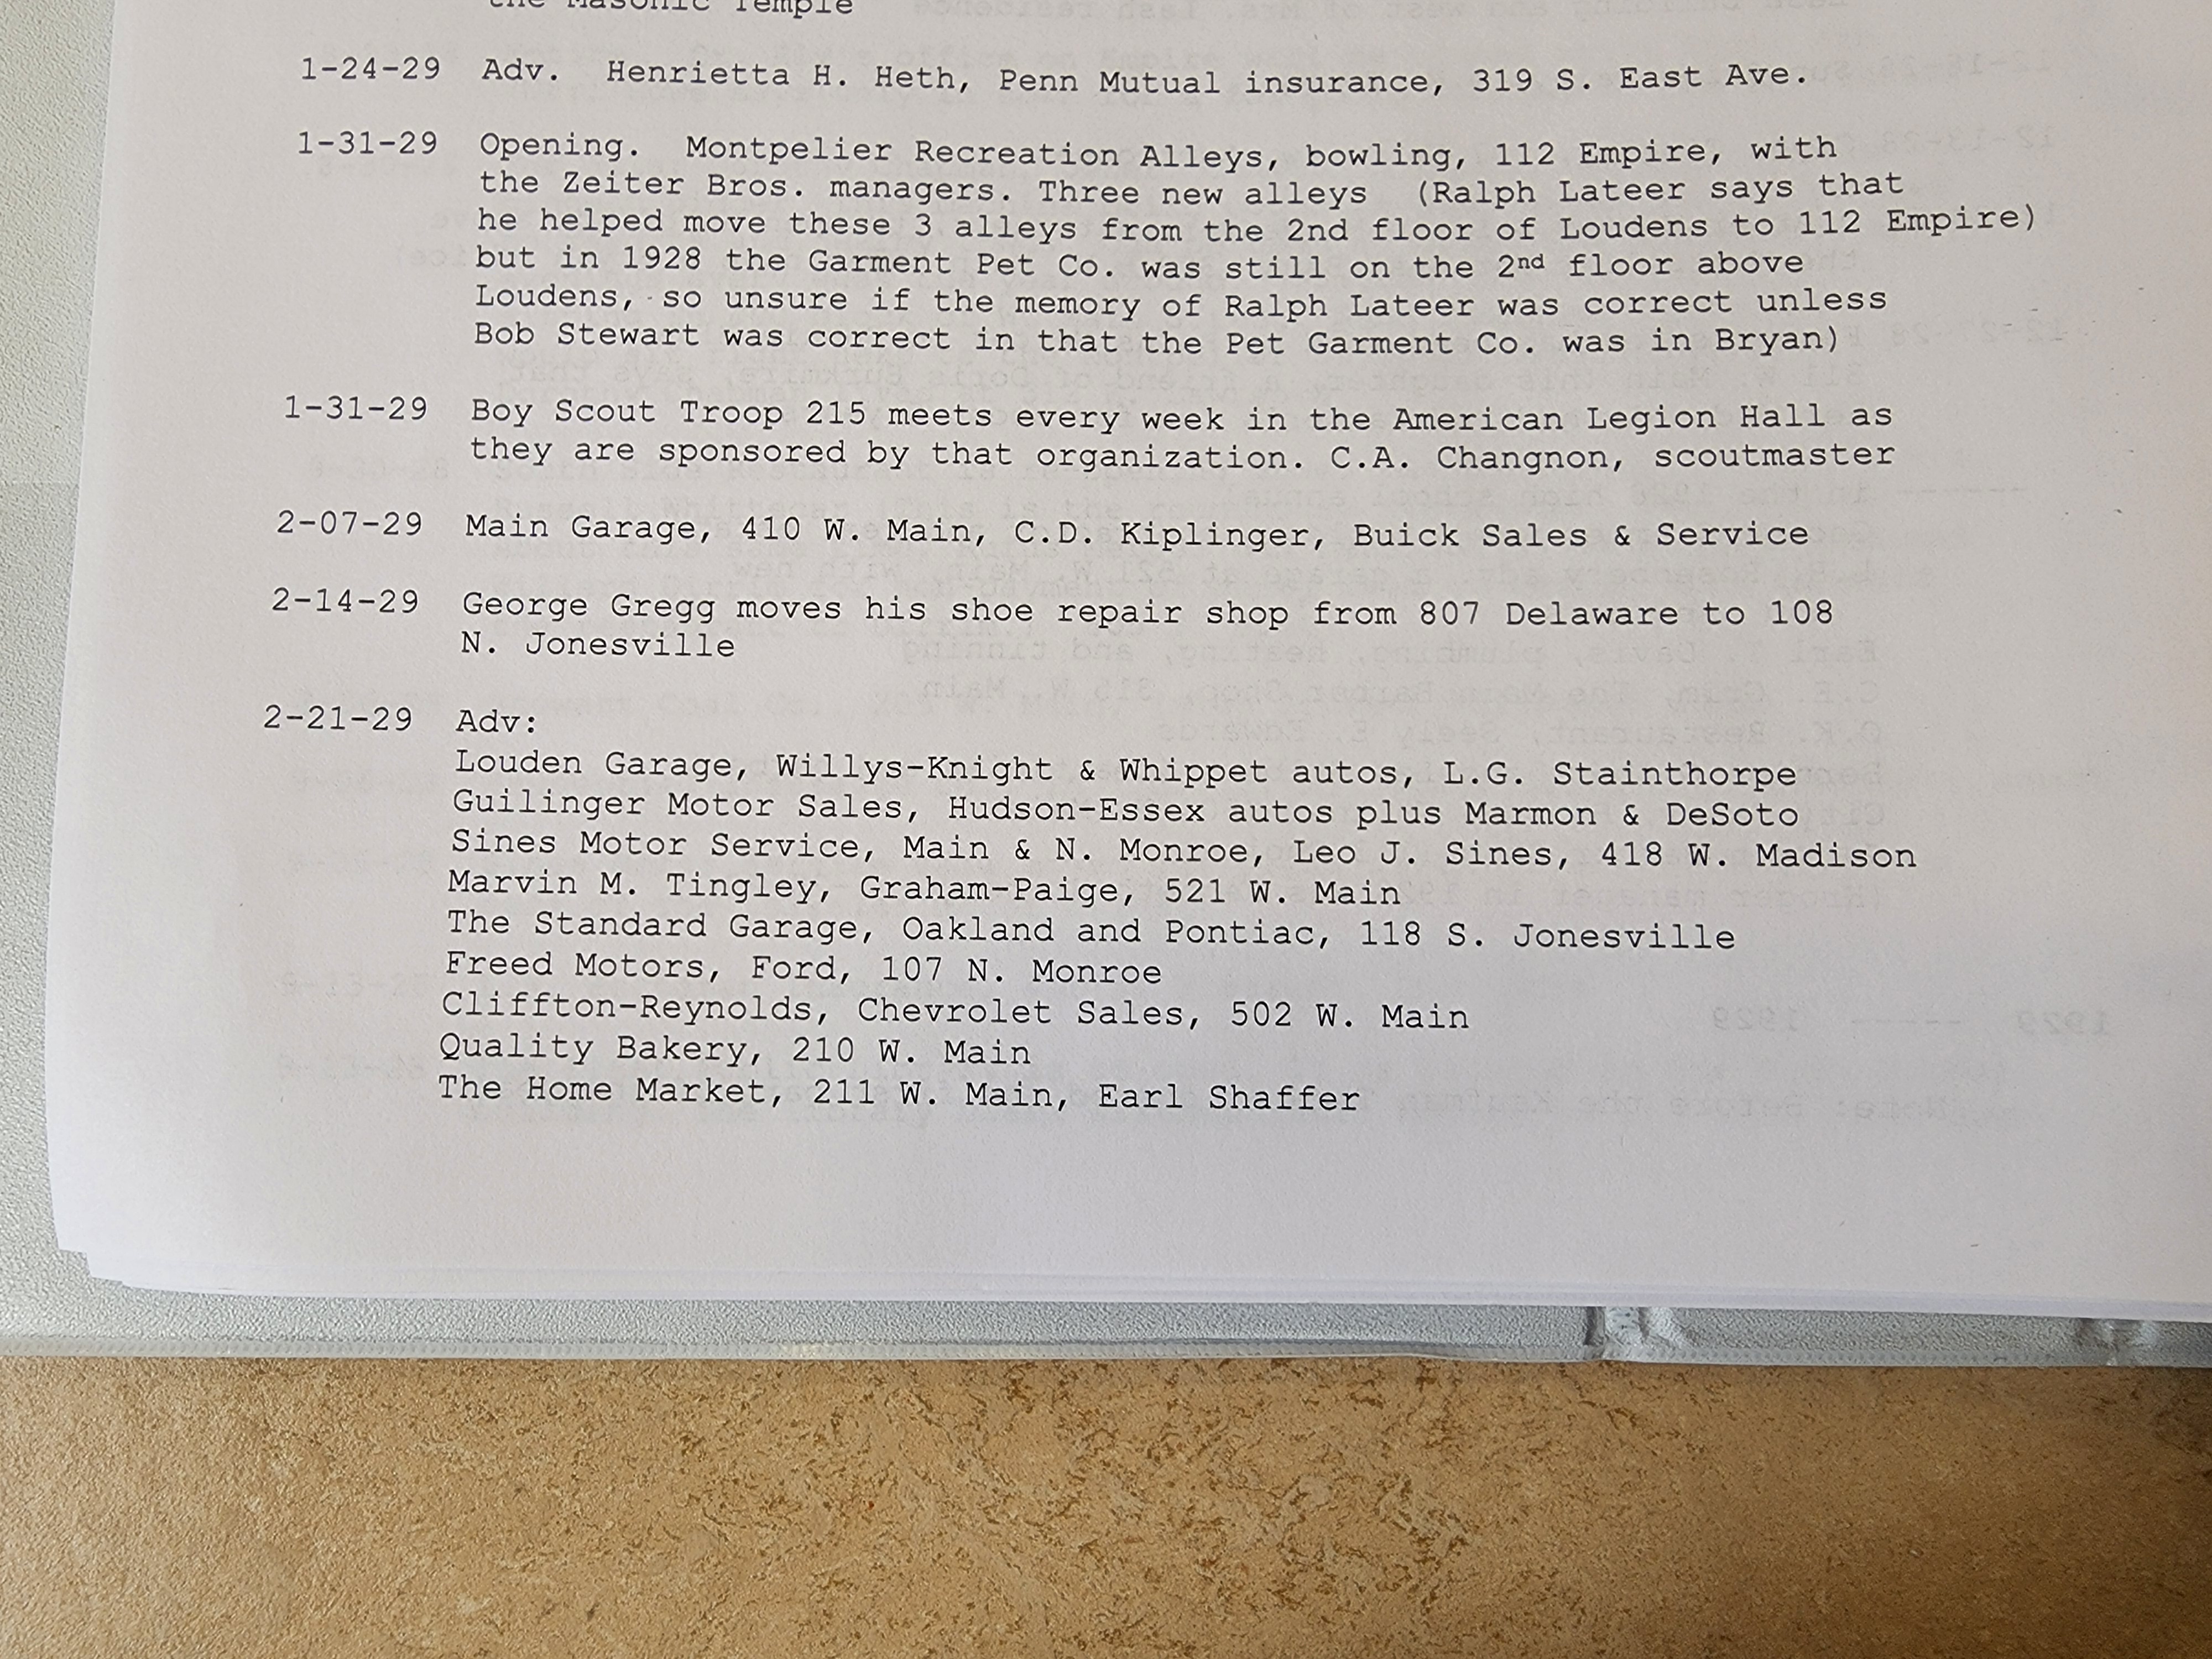 the Masonic Temple
1-24-29 Adv. Henrietta H. Heth, Penn Mutual insurance, 319 S. East Ave.
1-31-29 Opening. Montpelier Recreation Alleys, bowling, 112 Empire, with
the Zeiter Bros. managers. Three new alleys (Ralph Lateer says that
he helped move these 3 alleys from the 2nd floor of Loudens to 112 Empire)
but in 1928 the Garment Pet Co. was still on the 2nd floor above
Loudens, so unsure if the memory of Ralph Lateer was correct unless
Bob Stewart was correct in that the Pet Garment Co. was in Bryan)
1-31-29 Boy Scout Troop 215 meets every week in the American Legion Hall as
they are sponsored by that organization. C.A. Changnon, scoutmaster
2-07-29 Main Garage, 410 W. Main, C.D. Kiplinger, Buick Sales & Service
2-14-29 George Gregg moves his shoe repair shop from 807 Delaware to 108
N. Jonesville
2-21-29 Adv:
Louden Garage, Willys-Knight & Whippet autos, L.G. Stainthorpe
Guilinger Motor Sales, Hudson-Essex autos plus Marmon & DeSoto
Sines Motor Service, Main & N. Monroe, Leo J. Sines, 418 W. Madison
Marvin M. Tingley, Graham-Paige, 521 W. Main
The Standard Garage, Oakland and Pontiac, 118 S. Jonesville
Freed Motors, Ford, 107 N. Monroe
Cliffton-Reynolds, Chevrolet Sales, 502 W. Main
Quality Bakery, 210 W. Main
The Home Market, 211 W. Main, Earl Shaffer